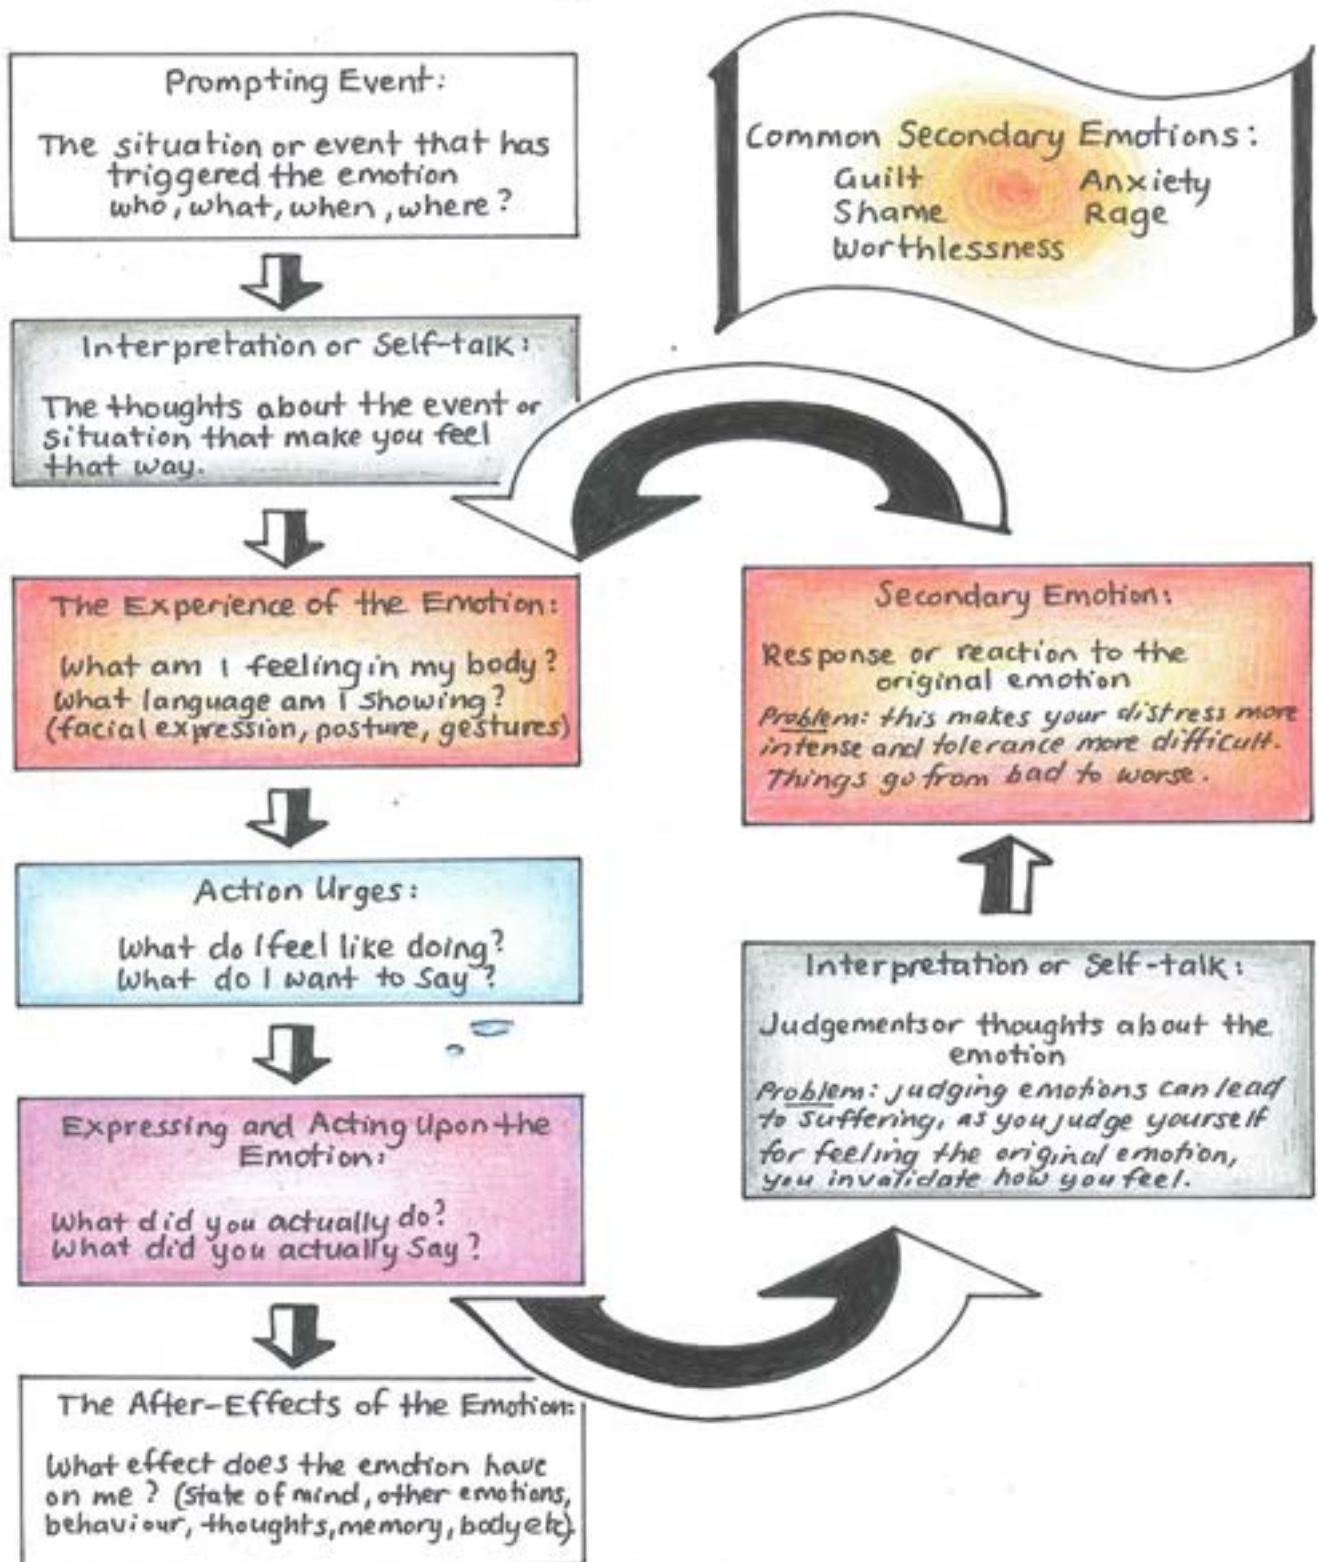 Prompting Event:
The situation or event that has
triggered the emotion
who, what, when, where?
Common Secondary Emotions:
Guilt Anxiety
Shame Rage
Worthlessness
Interpretation or Self-talk:
The thoughts about the event or
situation that make you feel
that way.
The Experience of the Emotion:
What am I feeling in my body?
What language am I showing?
(facial expression, posture, gestures)
Action Urges:
What do I feel like doing?
What do I want to say?
Expressing and Acting Upon the
Emotion:
What did you actually do?
What did you actually say?
The After-Effects of the Emotion:
What effect does the emotion have
on me? (State of mind, other emotions,
behaviour, thoughts, memory, body etc).
Interpretation or Self-talk:
Judgements or thoughts about the
emotion
Problem: judging emotions can lead
to suffering, as you judge yourself
for feeling the original emotion,
you invalidate how you feel.
Secondary Emotion:
Response or reaction to the
original emotion
Problem: this makes your distress more
intense and tolerance more difficult.
Things go from bad to worse.